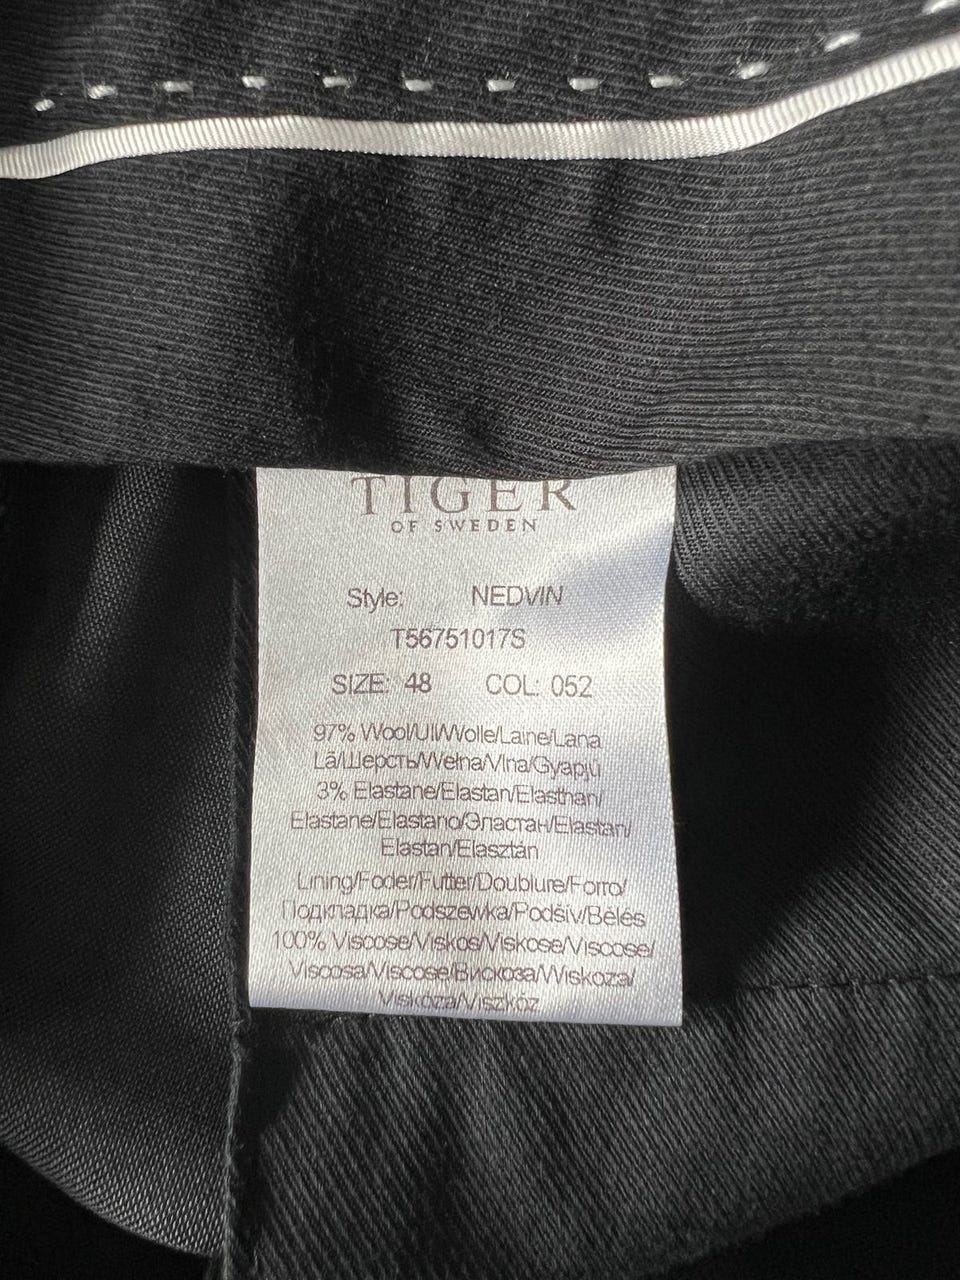 TIGER
OF SWEDEN
Style: NEDVIN
T56751017S
SIZE: 48 COL: 052
97% Wool/Ull/Wolle/Laine/Lana
Lã/Шерсть/Wełna/Vlna/Gyapjú
3% Elastane/Elastan/Elasthan/
Elastane/Elastano/Эластан/Elastan/
Elastan/Elasztán
Lining/Foder/Futter/Doublure/Forro/
Подкладка/Podszewka/Podšiv/Bélés
100% Viscose/Viskos/Viskose/Viscose/
Viscosa/Viscose/Вискоза/Wiskoza/
Viskóza/Viszkóz